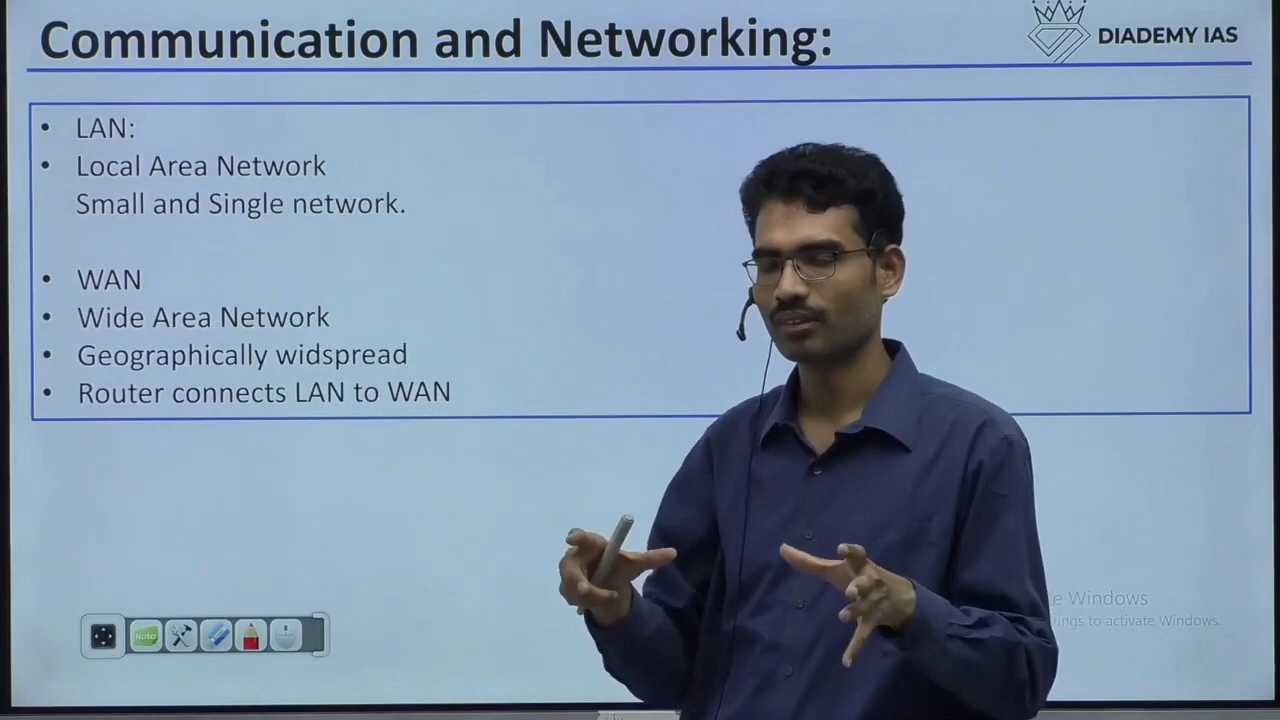 Communication and Networking:
DIADEMY IAS
• LAN:
• Local Area Network
Small and Single network.
• WAN
• Wide Area Network
• Geographically widspread
• Router connects LAN to WAN
Note
Windows
to activate Windows.